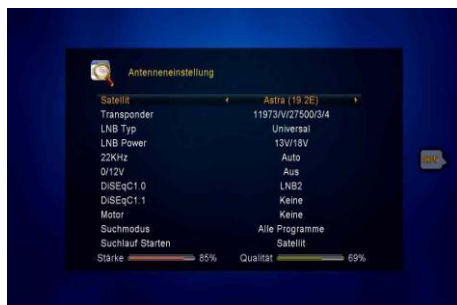 Antenneneinstellung
Satellit Astra (19.2E)
Transponder 11973/V/27500/3/4
LNB Typ Universal
LNB Power 13V/18V
22KHz Auto
0/12V Aus
DiSEqC1.0 LNB2
DiSEqC1.1 Keine
Motor Keine
Suchmodus Alle Programme
Suchlauf Starten Satellit
Stärke 85% Qualität 69%